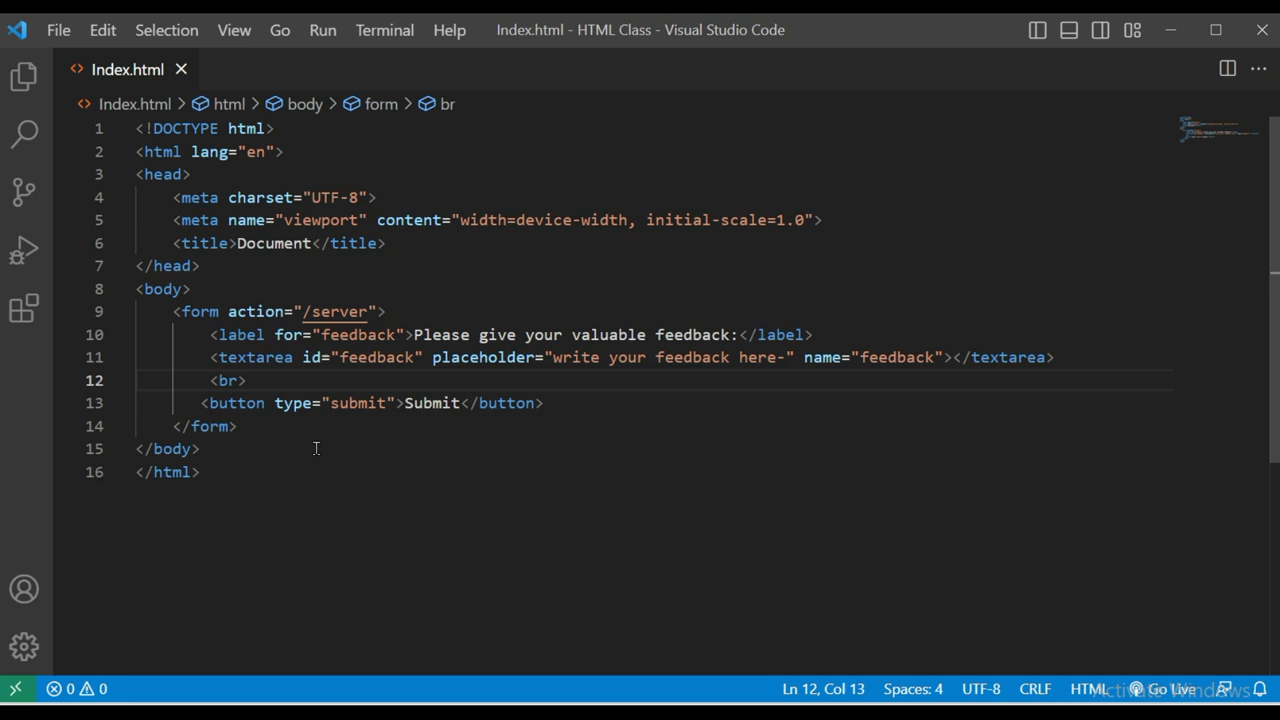 File Edit Selection View Go Run Terminal Help Index.html - HTML Class - Visual Studio Code
Index.html
Index.html > html > body > form > br
1 <!DOCTYPE html>
2 <html lang="en">
3 <head>
4     <meta charset="UTF-8">
5     <meta name="viewport" content="width=device-width, initial-scale=1.0">
6     <title>Document</title>
7 </head>
8 <body>
9     <form action="/server">
10         <label for="feedback">Please give your valuable feedback:</label>
11         <textarea id="feedback" placeholder="write your feedback here-" name="feedback"></textarea>
12         <br>
13        <button type="submit">Submit</button>
14     </form>
15 </body>
16 </html>
0 0 Ln 12, Col 13 Spaces: 4 UTF-8 CRLF HTML Go Live
Activate Windows